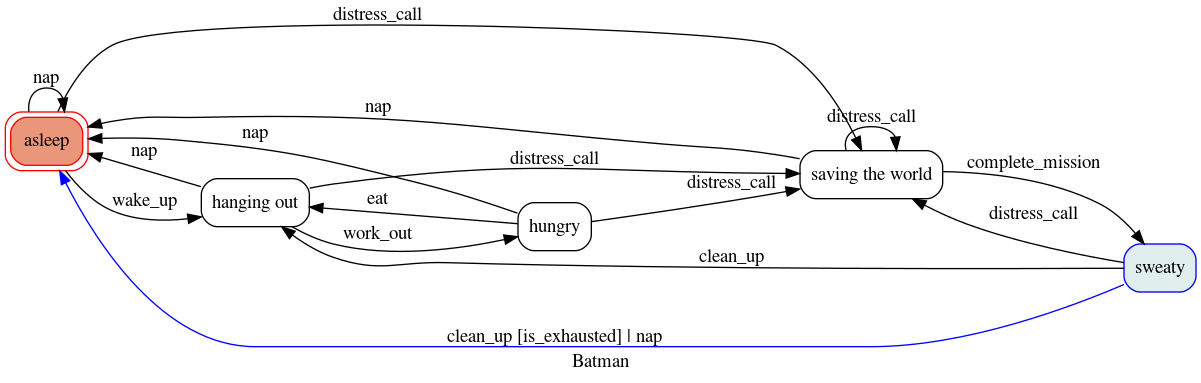 distress_call
nap
nap
distress_call
nap
asleep
nap
distress_call
complete_mission
saving the world
distress_call
wake_up
hanging out
eat
distress_call
work_out
hungry
clean_up
sweaty
clean_up [is_exhausted] | nap
Batman